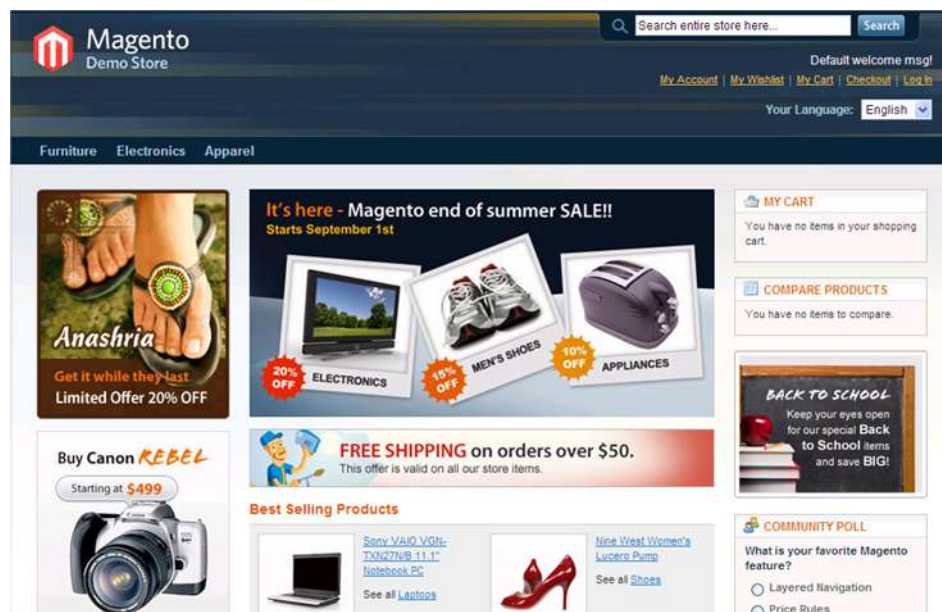 Magento
Demo Store
Search entire store here...
Search
Default welcome msg!
My Account | My Wishlist | My Cart | Checkout | Log In
Your Language: English
Furniture Electronics Apparel
Anashria
Get it while they last
Limited Offer 20% OFF
Buy Canon REBEL
Starting at $499
It's here - Magento end of summer SALE!!
Starts September 1st
20%
OFF
ELECTRONICS
15%
OFF
MEN'S SHOES
10%
OFF
APPLIANCES
FREE SHIPPING on orders over $50.
This offer is valid on all our store items.
Best Selling Products
Sony VAIO VGN-
TXN27N/B 11.1"
Notebook PC
See all Laptops
Nine West Women's
Lucero Pump
See all Shoes
MY CART
You have no items in your shopping
cart.
COMPARE PRODUCTS
You have no items to compare.
BACK TO SCHOOL
Keep your eyes open
for our special Back
to School items
and save BIG!
COMMUNITY POLL
What is your favorite Magento
feature?
Layered Navigation
Price Rules